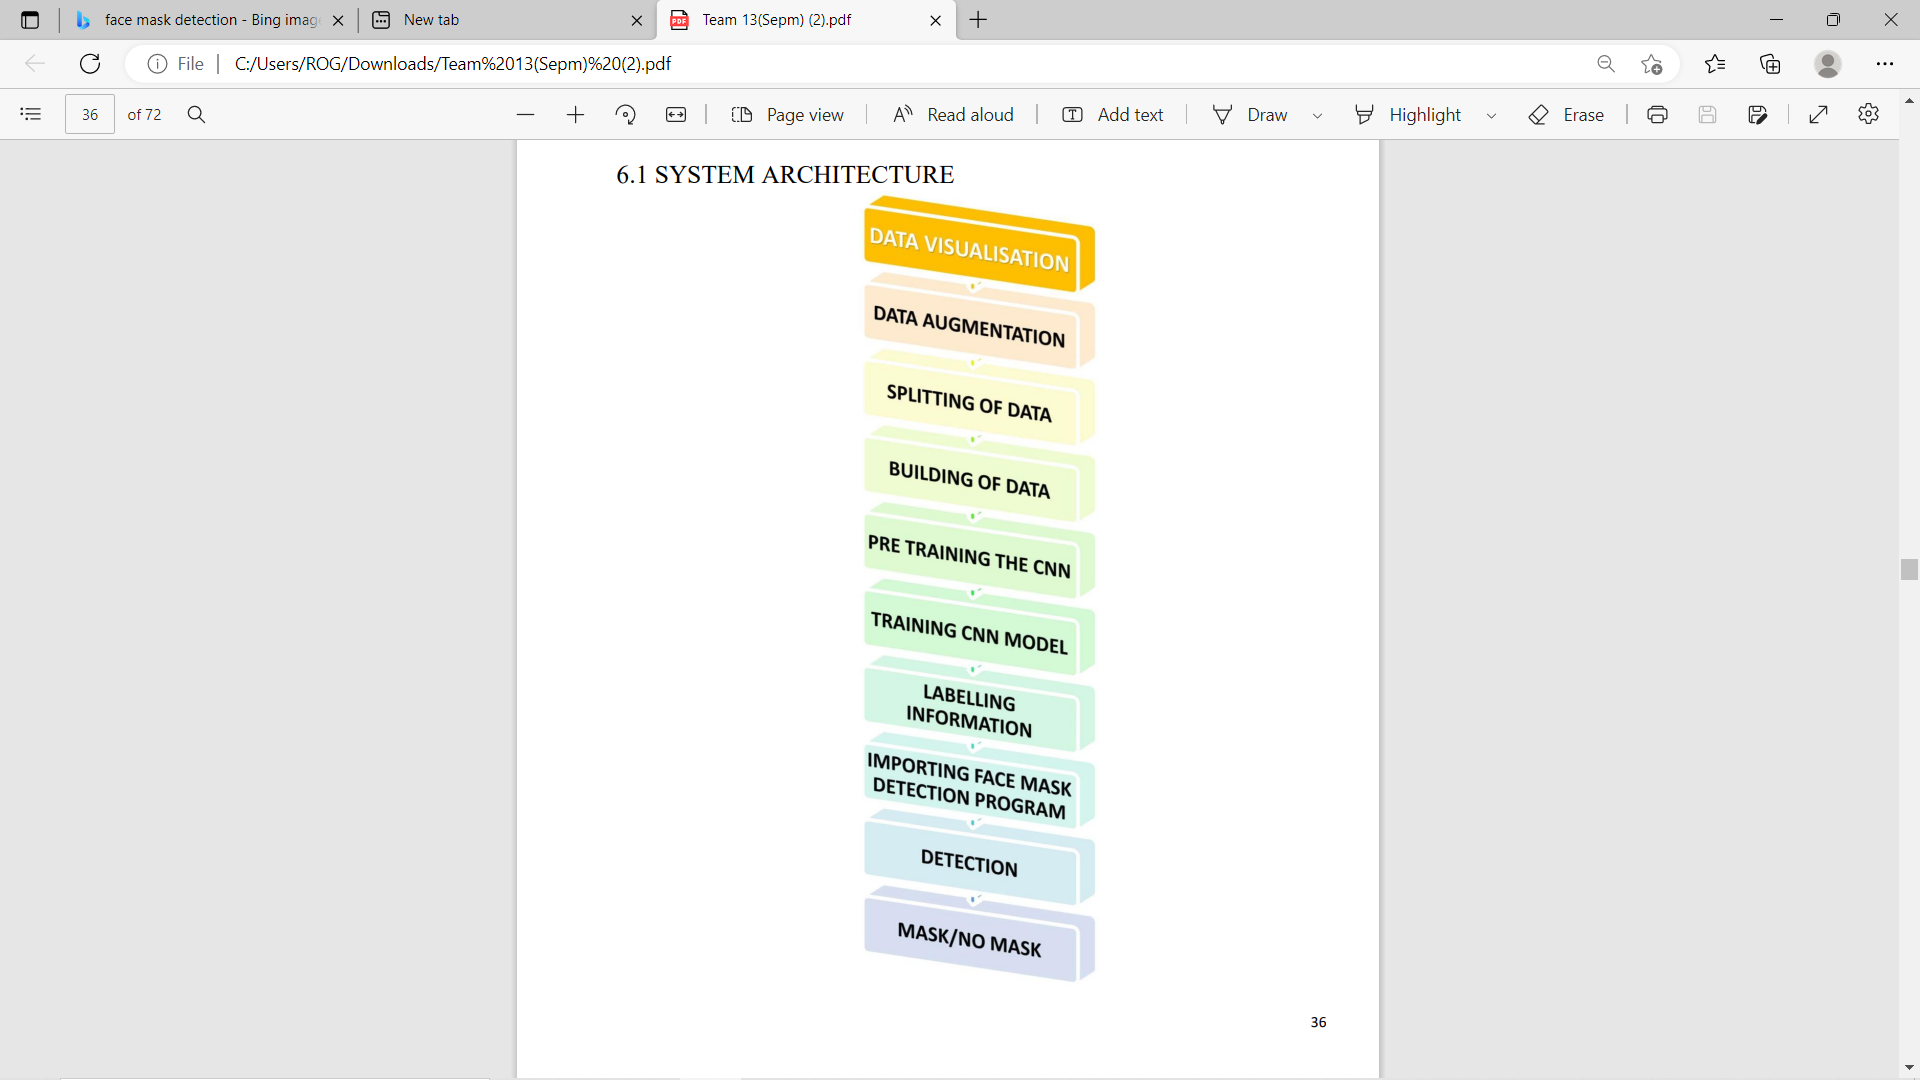 face mask detection - Bing imag
New tab
Team 13(Sepm) (2).pdf
File
C:/Users/ROG/Downloads/Team%2013(Sepm)%20(2).pdf
36 of 72
Page view
Read aloud
Add text
Draw
Highlight
Erase
6.1 SYSTEM ARCHITECTURE
DATA VISUALISATION
DATA AUGMENTATION
SPLITTING OF DATA
BUILDING OF DATA
PRE TRAINING THE CNN
TRAINING CNN MODEL
LABELLING
INFORMATION
IMPORTING FACE MASK
DETECTION PROGRAM
DETECTION
MASK/NO MASK
36